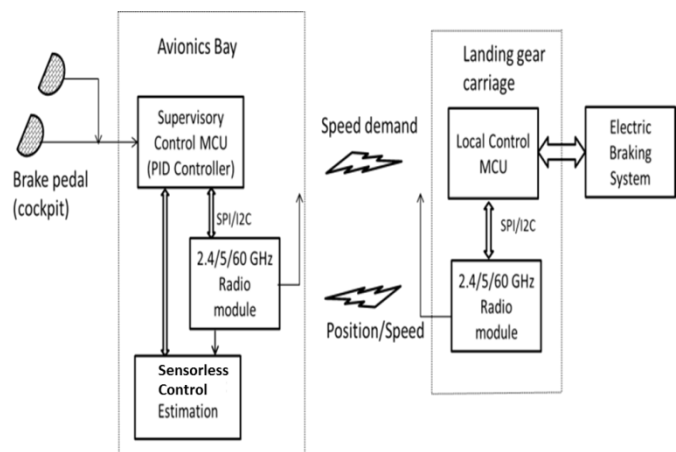 Avionics Bay
Supervisory
Control MCU
(PID Controller)
Brake pedal
(cockpit)
SPI/I2C
2.4/5/60 GHz
Radio
module
Sensorless
Control
Estimation
Speed demand
Position/Speed
Landing gear
carriage
Local Control
MCU
SPI/I2C
2.4/5/60 GHz
Radio
module
Electric
Braking
System